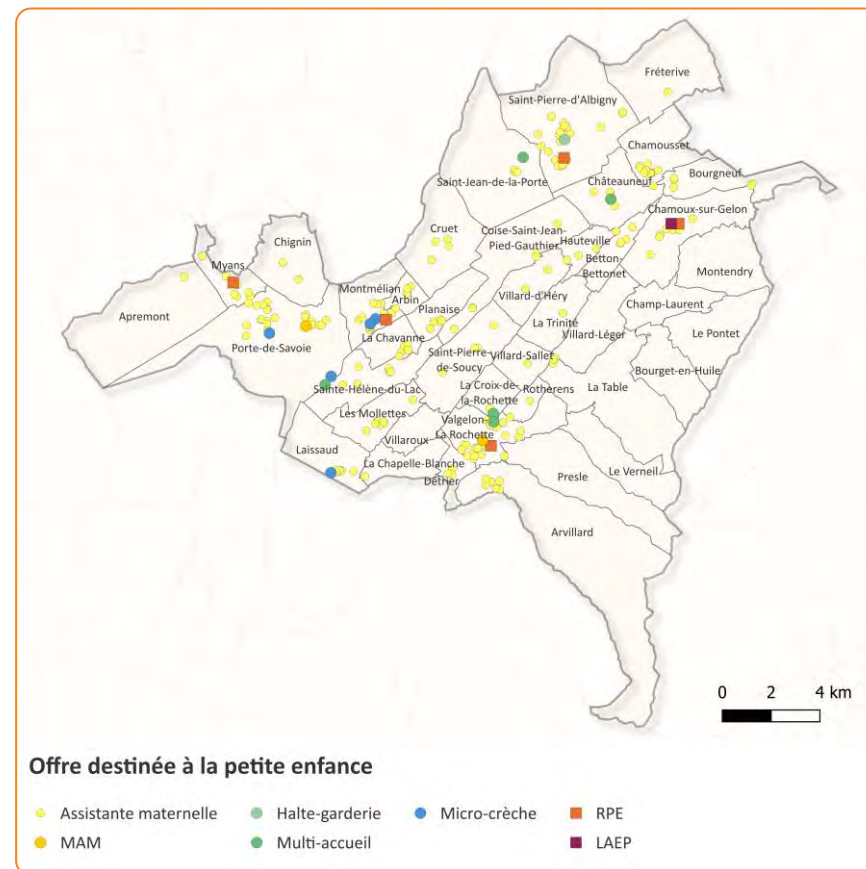 Fréterive
Saint-Pierre-d'Albigny
Chamousset
Bourgneuf
Saint-Jean-de-la-Porte
Châteauneuf
Chamoux-sur-Gelon
Cruet
Coise-Saint-Jean-
Pied-Gauthier
Hauteville
Chignin
Myans
Betton-
Bettonet
Montendry
Montmélian
Arbin
Villard-d'Héry
Champ-Laurent
Apremont
Planaise
La Trinité
Villard-Léger
Le Pontet
Porte-de-Savoie
La Chavanne
Saint-Pierre-
de-Soucy
Villard-Sallet
Bourget-en-Huile
Sainte-Hélène-du-Lac
La Croix-de-
la-Rochette
Rotherens
La Table
Les Mollettes
Valgelon-
La Rochette
Villaroux
Laissaud
La Chapelle-Blanche
Détrier
Presle
Le Verneil
Arvillard
0 2 4 km
Offre destinée à la petite enfance
Assistante maternelle Halte-garderie Micro-crèche RPE
MAM Multi-accueil LAEP